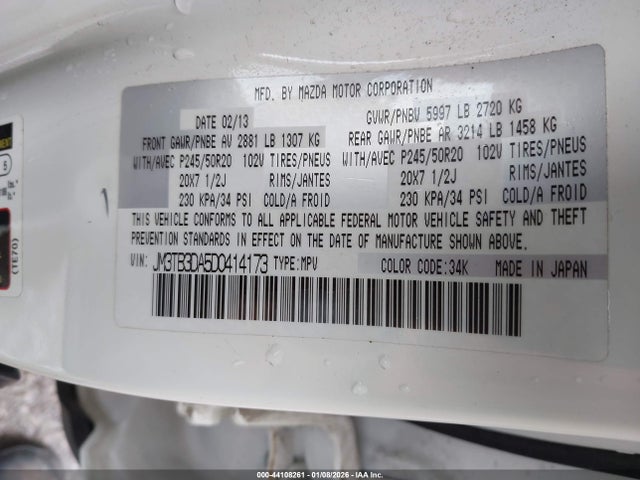 MFD. BY MAZDA MOTOR CORPORATION
DATE 02/13 GVWR/PNBW 5997 LB 2720 KG
FRONT GAWR/PNBE AV 2881 LB 1307 KG REAR GAWR/PNBE AR 3214 LB 1458 KG
WITH/AVEC P245/50R20 102V TIRES/PNEUS WITH/AVEC P245/50R20 102V TIRES/PNEUS
20X7 1/2J RIMS/JANTES 20X7 1/2J RIMS/JANTES
230 KPA/34 PSI COLD/A FROID 230 KPA/34 PSI COLD/A FROID
THIS VEHICLE CONFORMS TO ALL APPLICABLE FEDERAL MOTOR VEHICLE SAFETY AND THEFT
PREVENTION STANDARDS IN EFFECT ON THE DATE OF MANUFACTURE SHOWN ABOVE.
VIN: JM3TB3DA5D0414173 TYPE:MPV COLOR CODE:34K MADE IN JAPAN
5
(TE70)
000-44108261 - 01/08/2026 - IAA Inc.